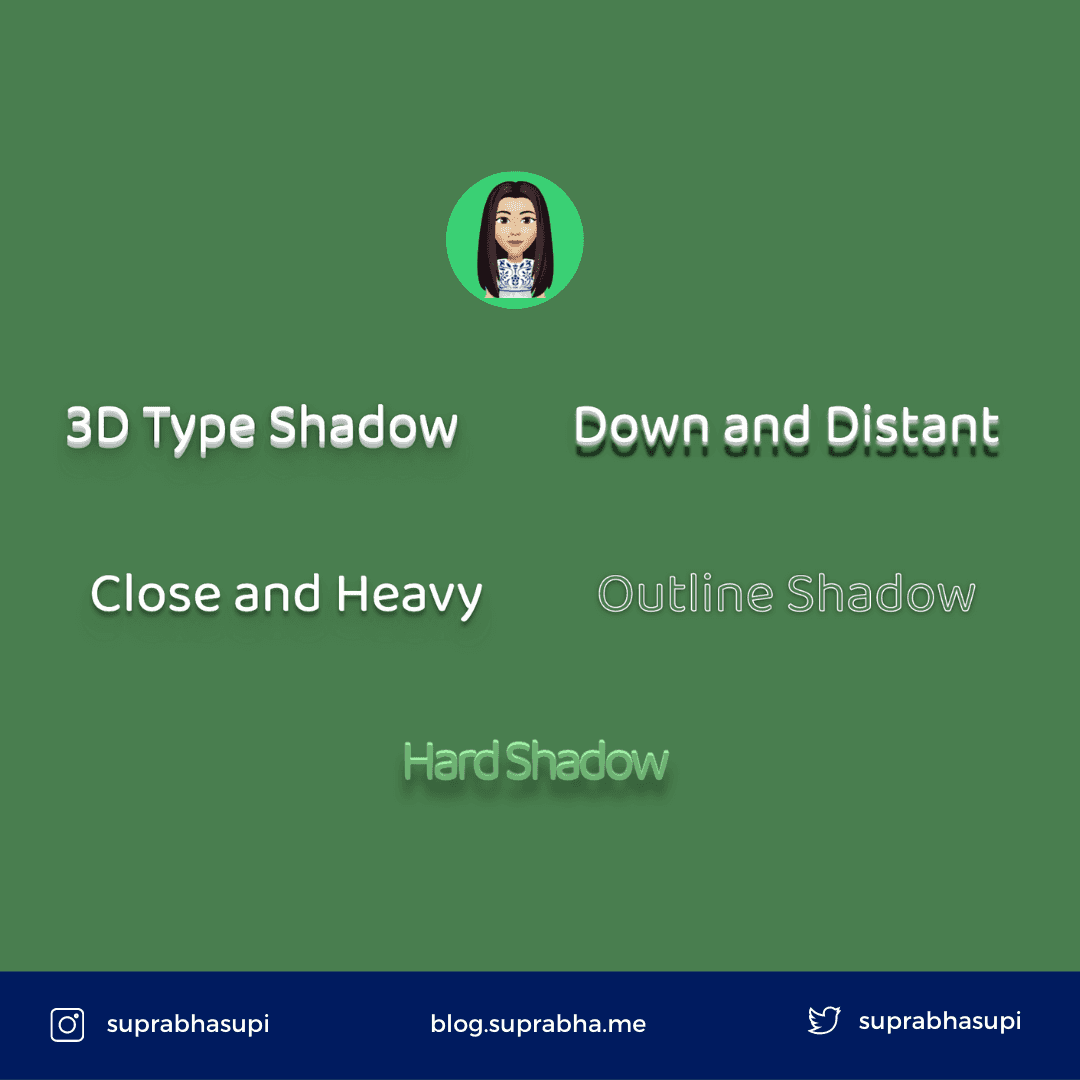 3D Type Shadow
Down and Distant
Close and Heavy
Outline Shadow
Hard Shadow
suprabhasupi
blog.suprabha.me
suprabhasupi